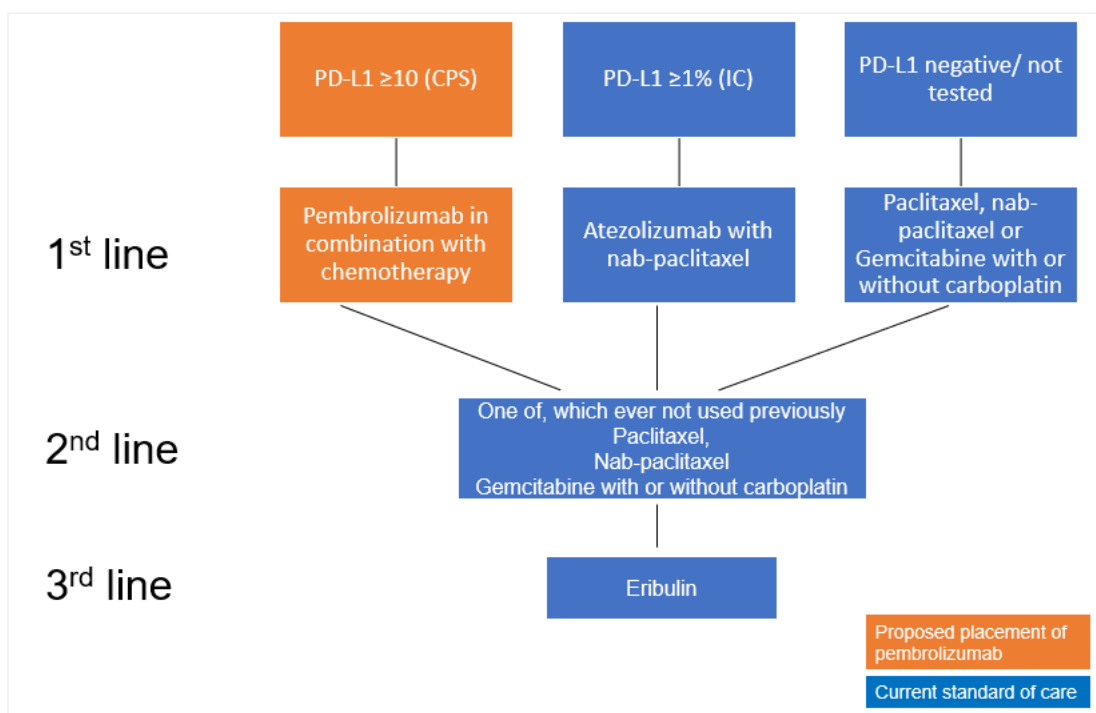 PD-L1 ≥10 (CPS)
PD-L1 ≥1% (IC)
PD-L1 negative/ not
tested
1st line
Pembrolizumab in
combination with
chemotherapy
Atezolizumab with
nab-paclitaxel
Paclitaxel, nab-
paclitaxel or
Gemcitabine with or
without carboplatin
2nd line
One of, which ever not used previously
Paclitaxel,
Nab-paclitaxel
Gemcitabine with or without carboplatin
3rd line
Eribulin
Proposed placement of
pembrolizumab
Current standard of care